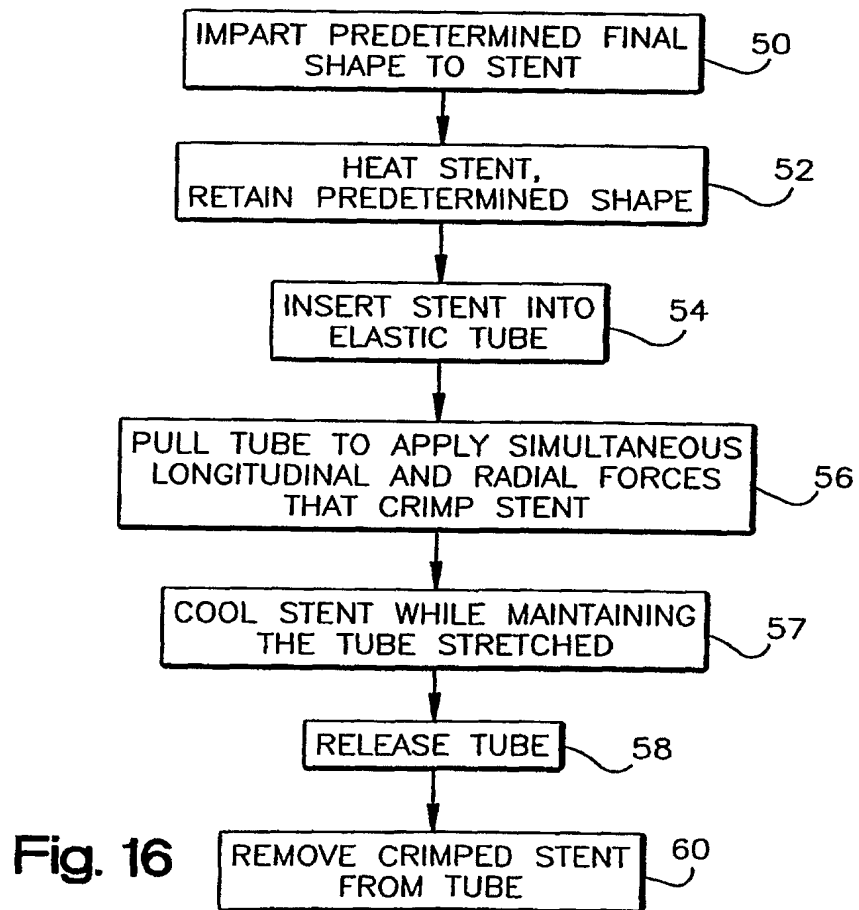 IMPART PREDETERMINED FINAL
SHAPE TO STENT
50
HEAT STENT,
RETAIN PREDETERMINED SHAPE
52
INSERT STENT INTO
ELASTIC TUBE
54
PULL TUBE TO APPLY SIMULTANEOUS
LONGITUDINAL AND RADIAL FORCES
THAT CRIMP STENT
56
COOL STENT WHILE MAINTAINING
THE TUBE STRETCHED
57
RELEASE TUBE
58
REMOVE CRIMPED STENT
FROM TUBE
60
Fig. 16